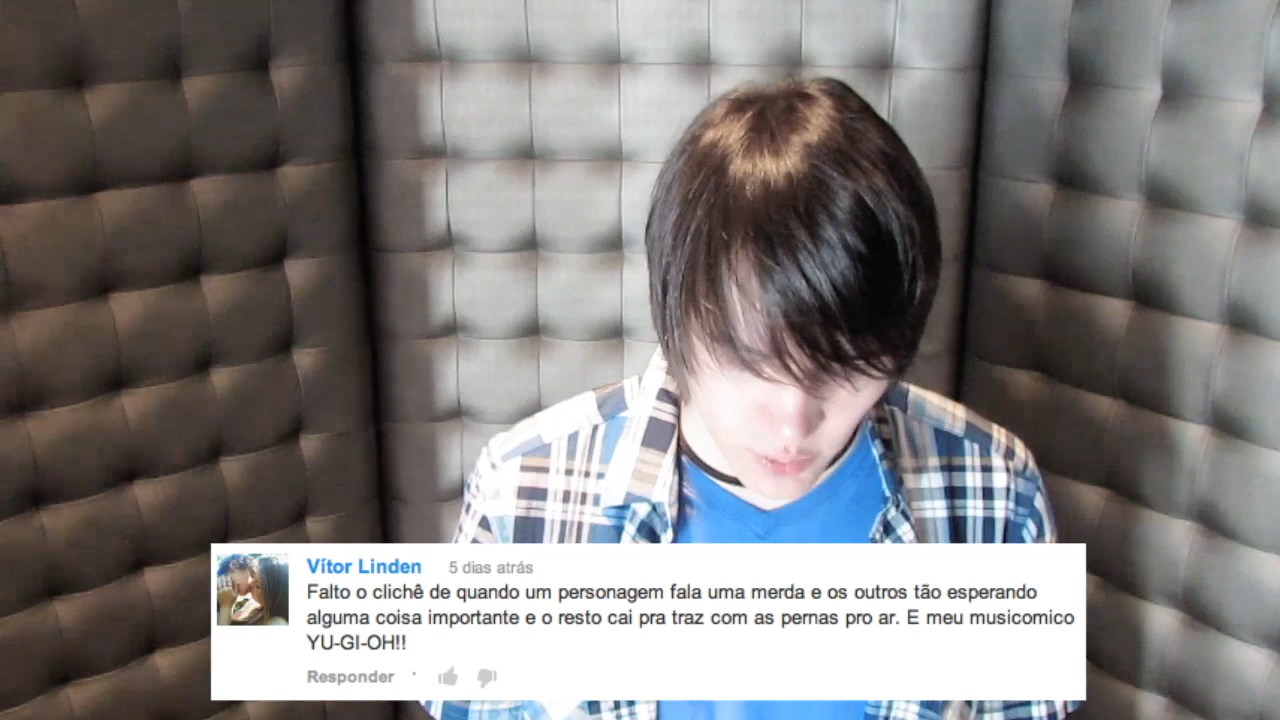 Vítor Linden 5 dias atrás
Falto o clichê de quando um personagem fala uma merda e os outros tão esperando
alguma coisa importante e o resto cai pra traz com as pernas pro ar. E meu musicomico
YU-GI-OH!!
Responder